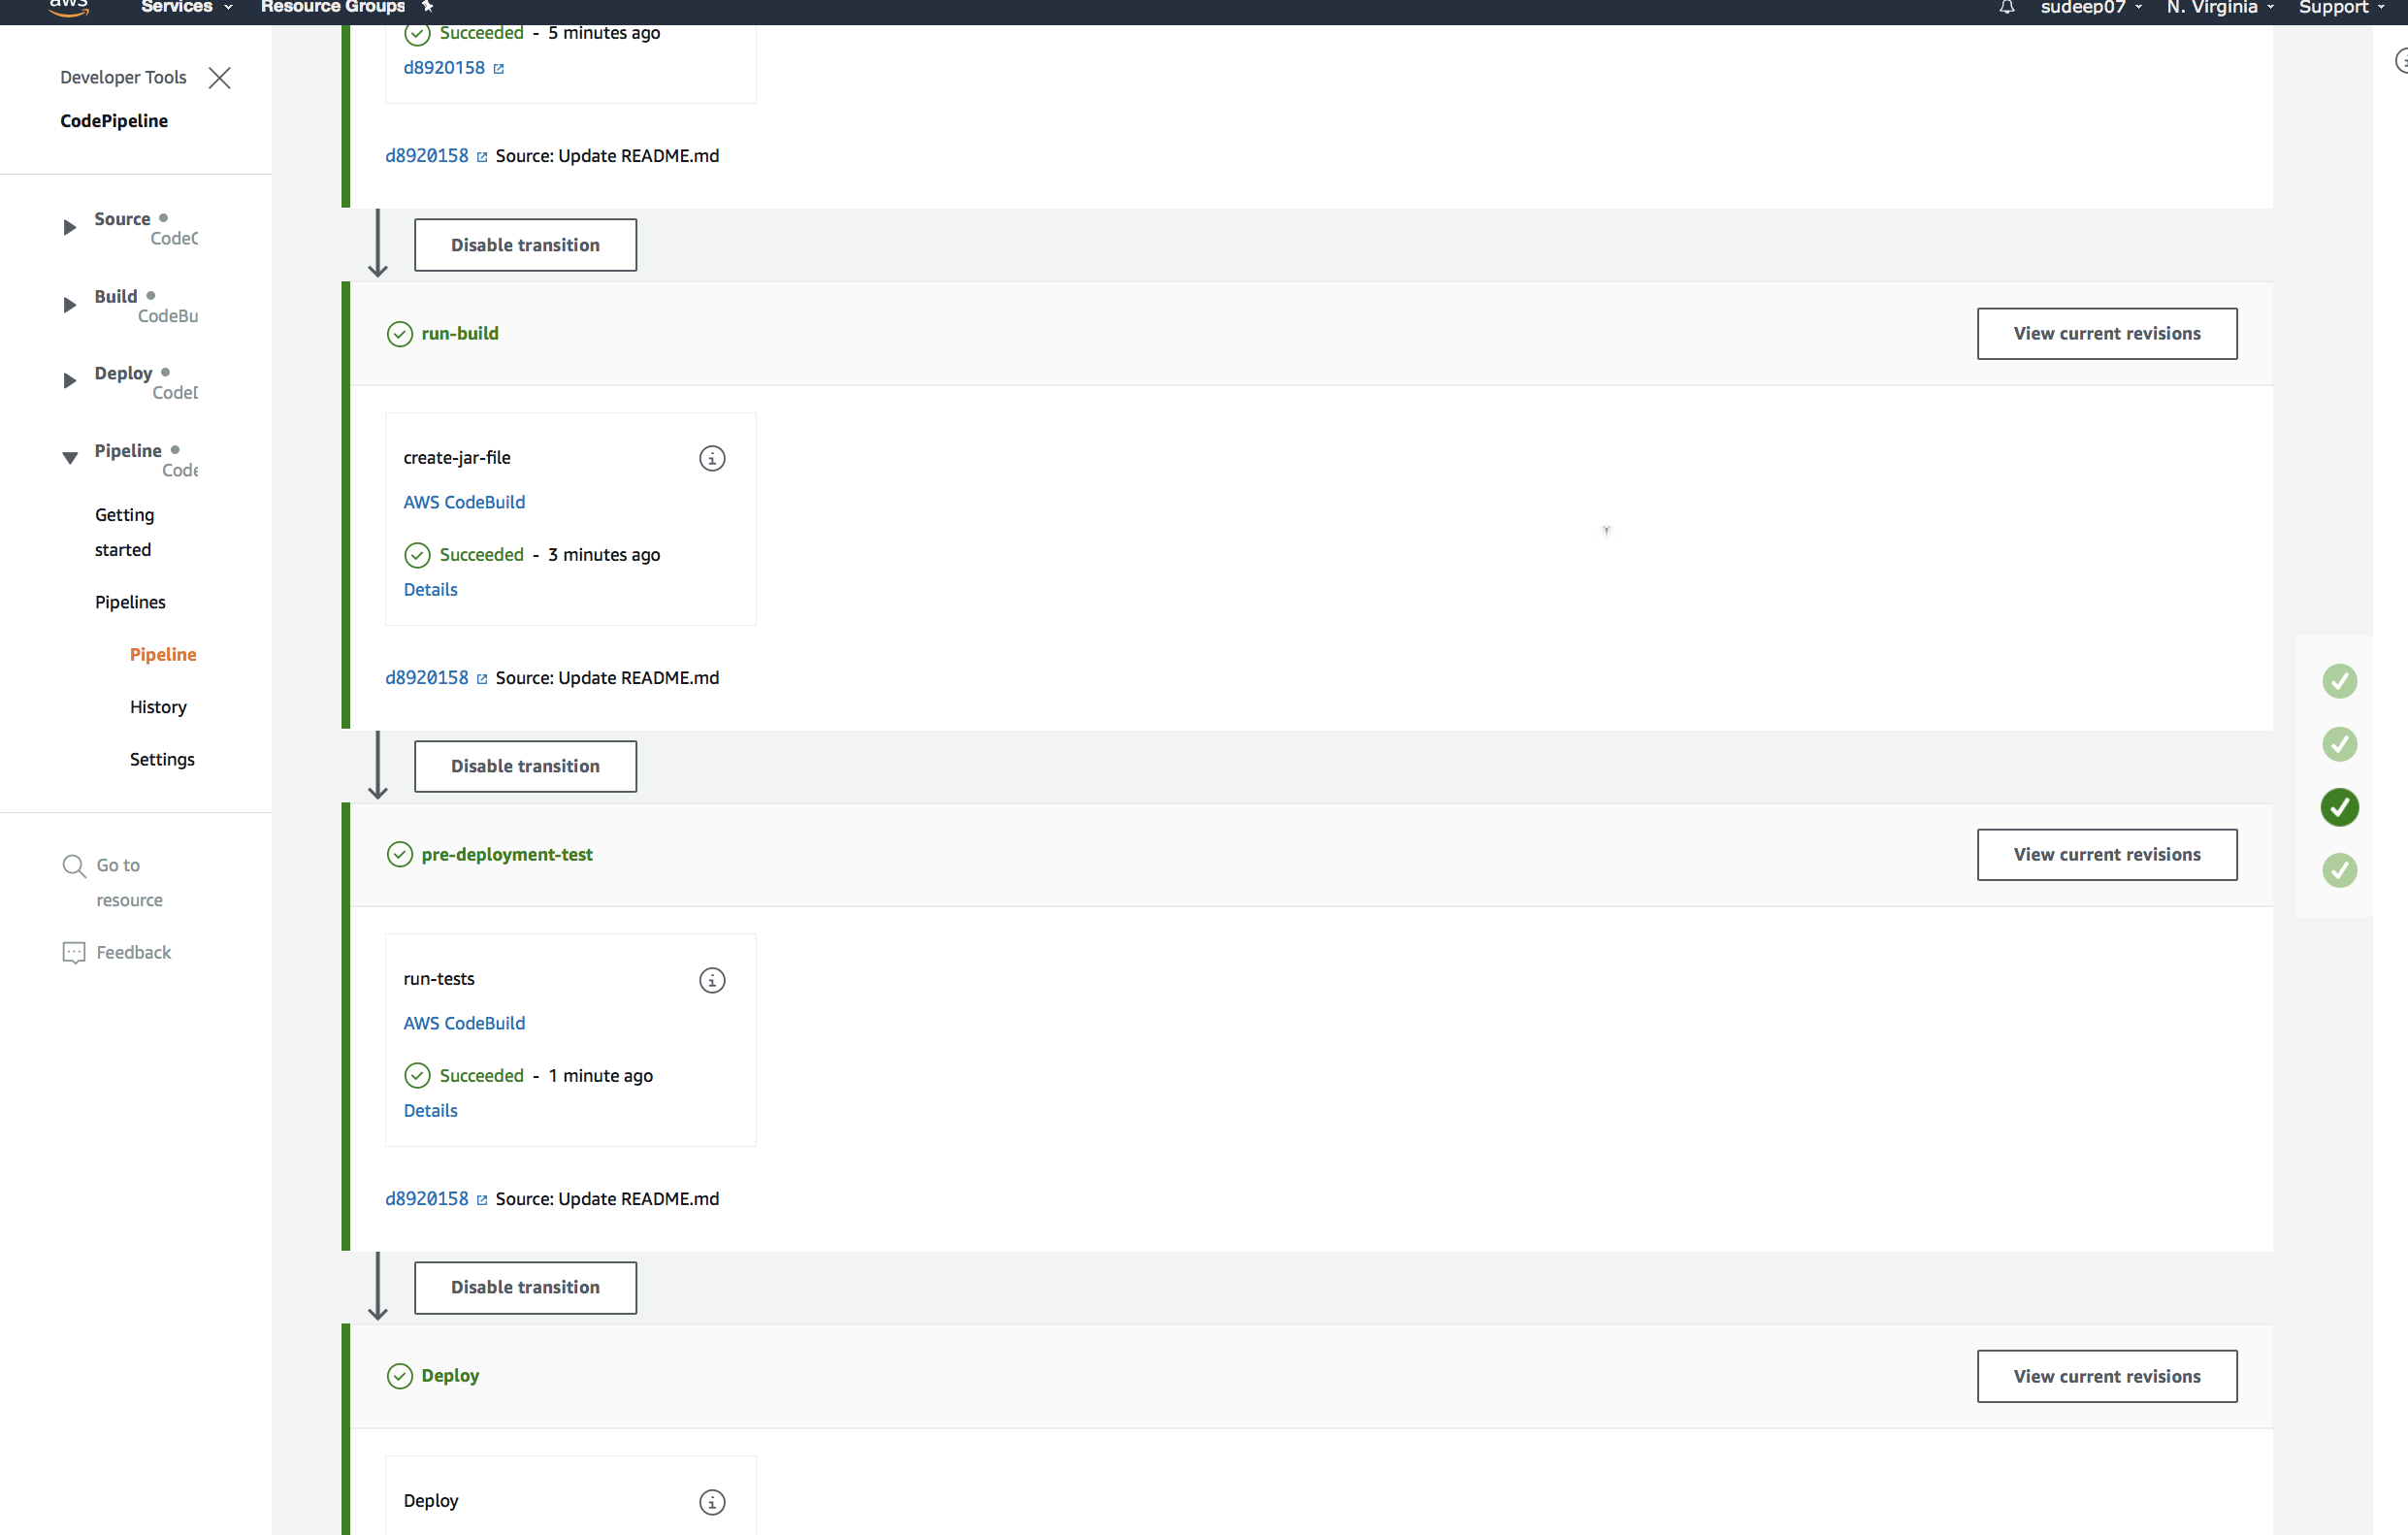 aws Services Resource Groups sudeep07 N. Virginia Support
Developer Tools
CodePipeline
Source
CodeC
Build
CodeBu
Deploy
Code
Pipeline
Code
Getting
started
Pipelines
Pipeline
History
Settings
Go to
resource
Feedback
Succeeded - 5 minutes ago
d8920158
d8920158 Source: Update README.md
Disable transition
run-build
View current revisions
create-jar-file
AWS CodeBuild
Succeeded - 3 minutes ago
Details
d8920158 Source: Update README.md
Disable transition
pre-deployment-test
View current revisions
run-tests
AWS CodeBuild
Succeeded - 1 minute ago
Details
d8920158 Source: Update README.md
Disable transition
Deploy
View current revisions
Deploy